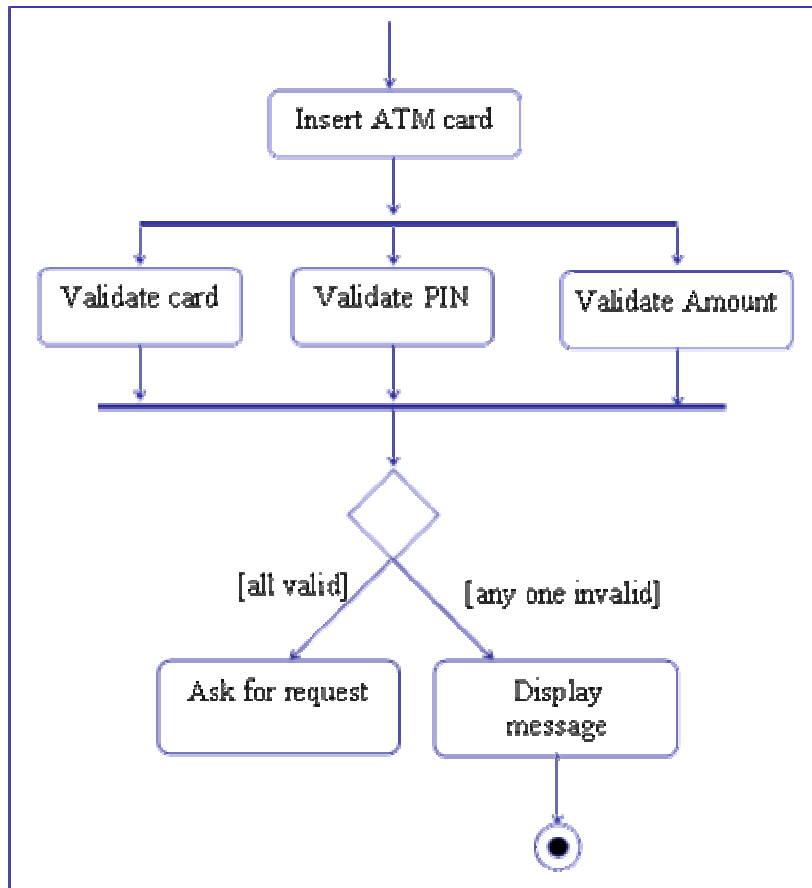 Insert ATM card
Validate card
Validate PIN
Validate Amount
[all valid]
[any one invalid]
Ask for request
Display
message